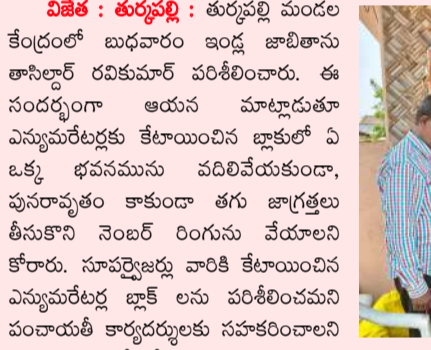 విజేత : తుర్కపల్లి : తుర్కపల్లి మండల
కేంద్రంలో బుధవారం ఇండ్ల జాబితాను
తాసిల్దార్ రవికుమార్ పరిశీలించారు. ఈ
సందర్భంగా ఆయన మాట్లాడుతూ
ఎన్యుమరేటర్లకు కేటాయించిన బ్లాకులో ఏ
ఒక్క భవనమును వదిలివేయకుండా,
పునరావృతం కాకుండా తగు జాగ్రత్తలు
తీసుకొని నెంబర్ రింగును వేయాలని
కోరారు. సూపర్వైజర్లు వారికి కేటాయించిన
ఎన్యుమరేటర్ల బ్లాక్ లను పరిశీలించమని
పంచాయతీ కార్యదర్శులకు సహకరించాలని